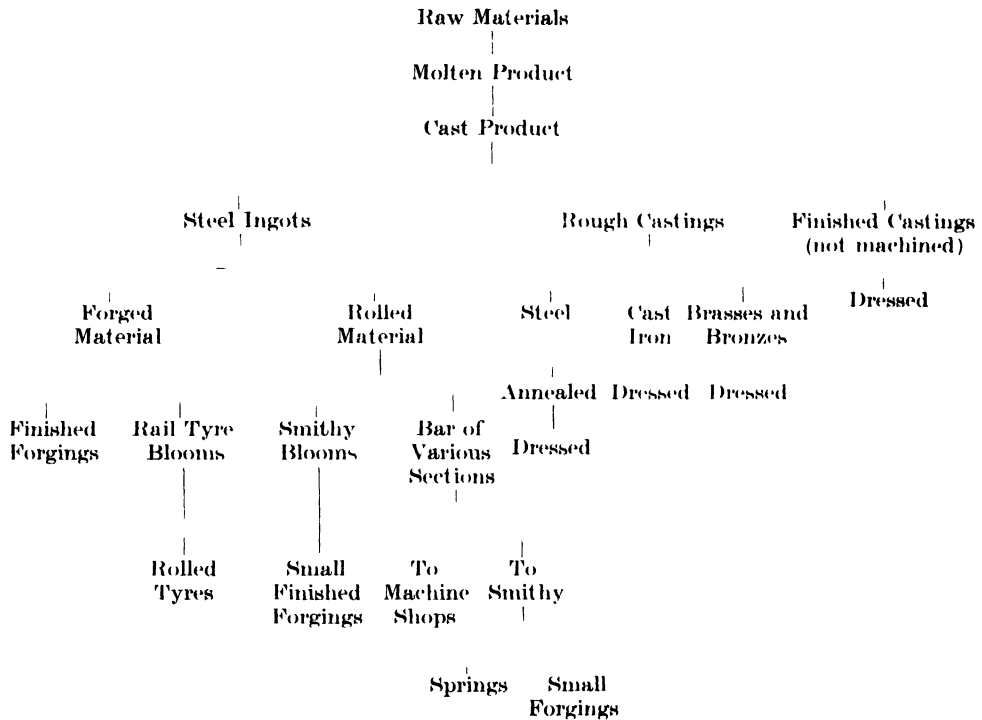 Raw Materials
Molten Product
Cast Product
Steel Ingots
Rough Castings
Finished Castings
(not machined)
Forged
Material
Rolled
Material
Steel
Cast
Iron
Brasses and
Bronzes
Dressed
Annealed
Dressed
Dressed
Finished
Forgings
Rail Tyre
Blooms
Smithy
Blooms
Bar of
Various
Sections
Dressed
Rolled
Tyres
Small
Finished
Forgings
To
Machine
Shops
To
Smithy
Springs
Small
Forgings